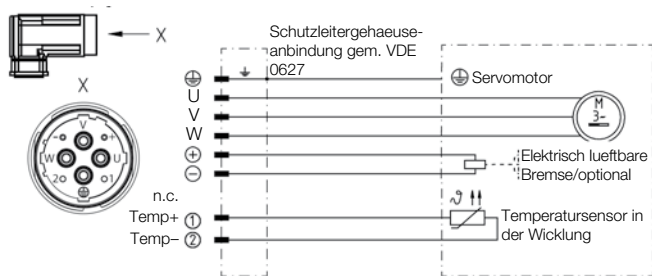 X
X
V
- +
W U
2 1
Schutzleitergehaeuse-
anbindung gem. VDE
0627
U
V
W
+
−
n.c.
Temp+ 1
Temp− 2
Servomotor
M
3~
Elektrisch lueftbare
Bremse/optional
ϑ
Temperatursensor in
der Wicklung